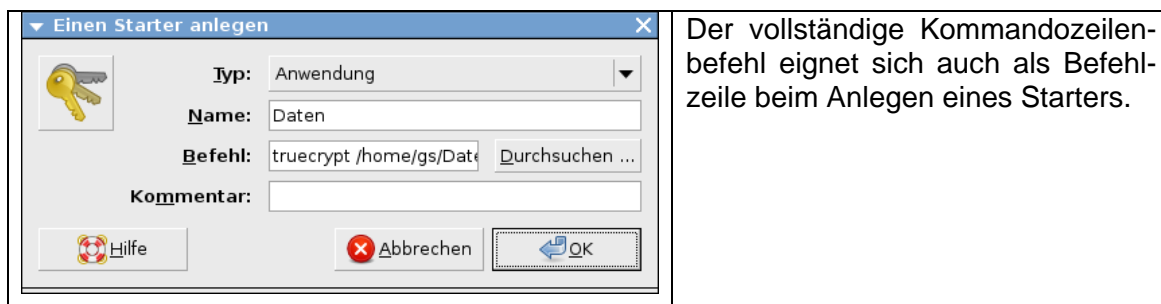 Einen Starter anlegen
Typ: Anwendung
Name: Daten
Befehl: truecrypt /home/gs/Date Durchsuchen ...
Kommentar:
Hilfe Abbrechen OK
Der vollständige Kommandozeilen-
befehl eignet sich auch als Befehl-
zeile beim Anlegen eines Starters.